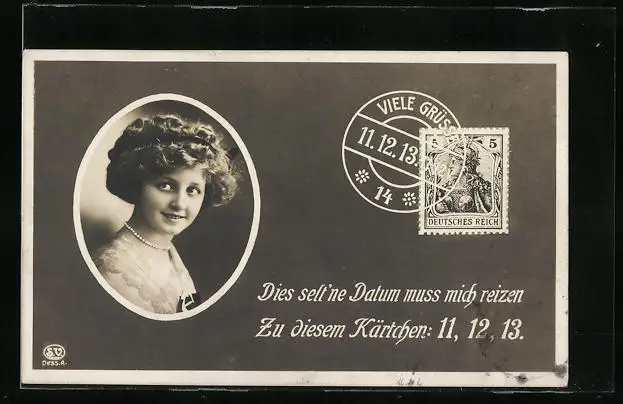 VIELE GRÜSS
11.12.13.
14
5 5
DEUTSCHES REICH
Dies selt'ne Datum muss mich reizen
Zu diesem Kärtchen: 11, 12, 13.
DESS.A.